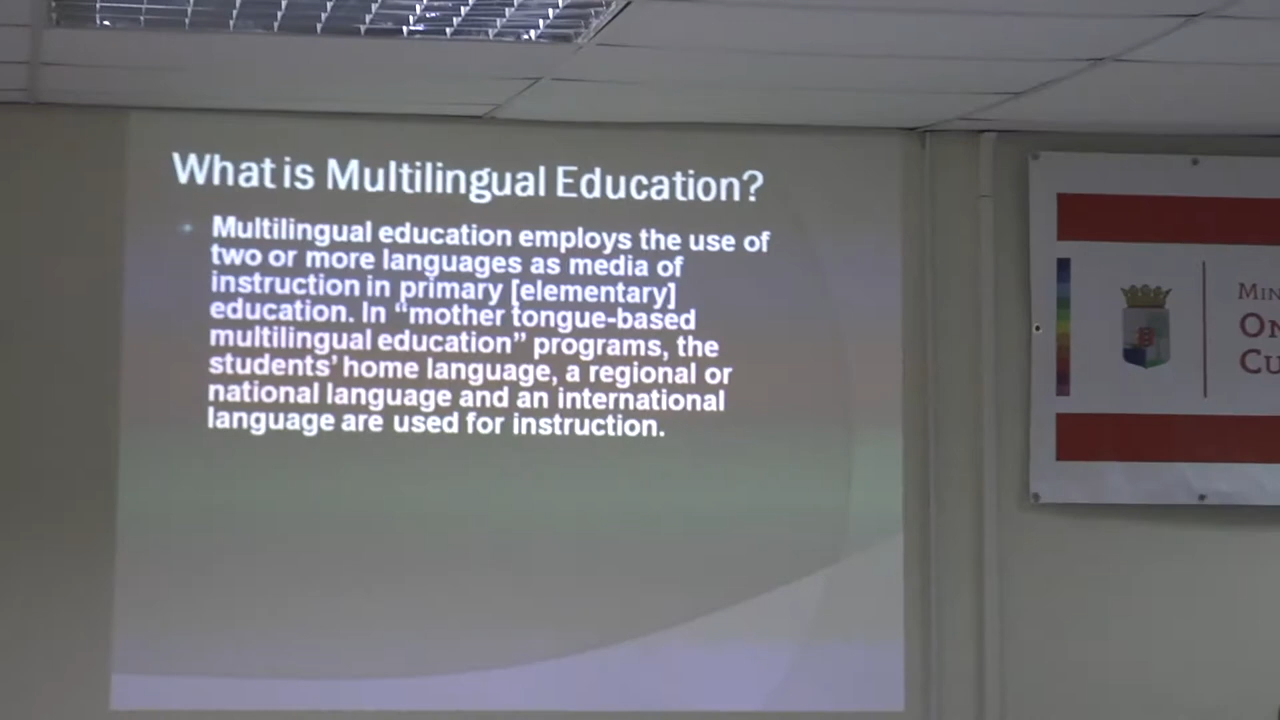 What is Multilingual Education?
Multilingual education employs the use of
two or more languages as media of
instruction in primary [elementary]
education. In “mother tongue-based
multilingual education” programs, the
students’ home language, a regional or
national language and an international
language are used for instruction.